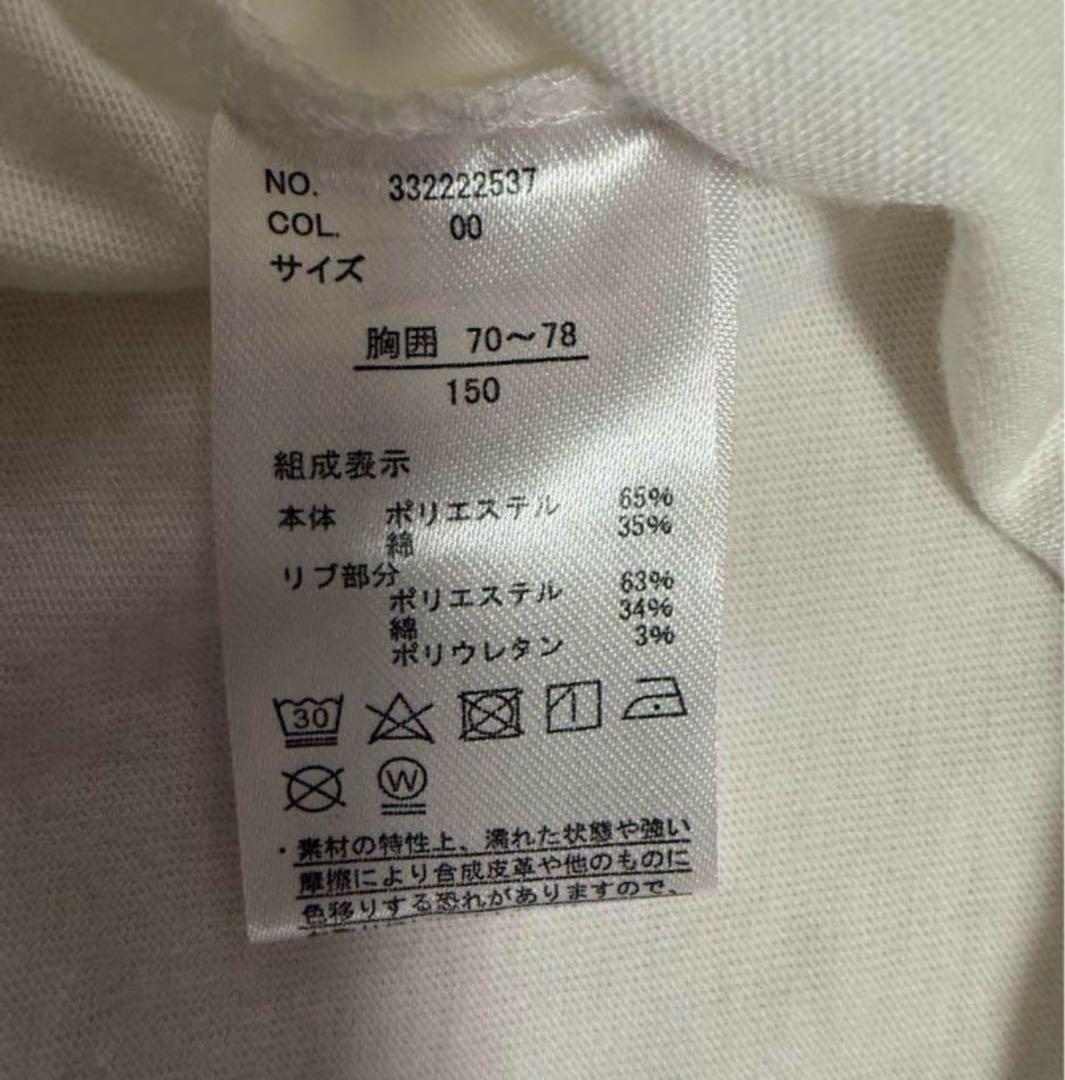 NO. 332222537
COL. 00
サイズ
胸囲 70～78
150
組成表示
本体 ポリエステル 65%
綿 35%
リブ部分
ポリエステル 63%
綿 34%
ポリウレタン 3%
30
W
・素材の特性上、濡れた状態や強い
摩擦により合成皮革や他のものに
色移りする恐れがありますので、